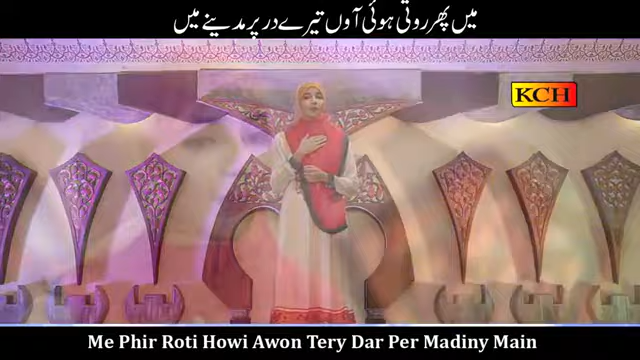 میں پھر روتی ہوئی آوں تیرے در پر مدینے میں
KCH
Me Phir Roti Howi Awon Tery Dar Per Madiny Main